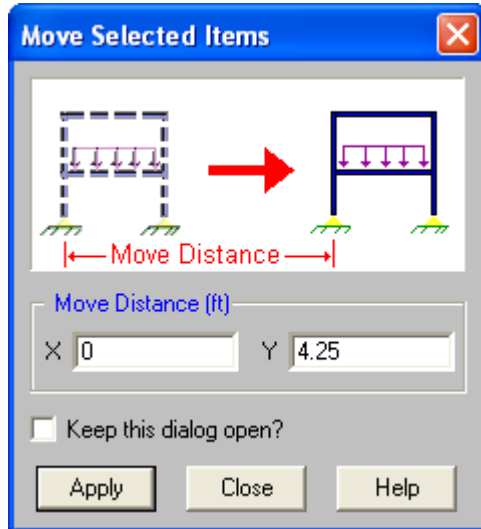 Move Selected Items
Move Distance
Move Distance (ft)
X 0 Y 4.25
Keep this dialog open?
Apply Close Help